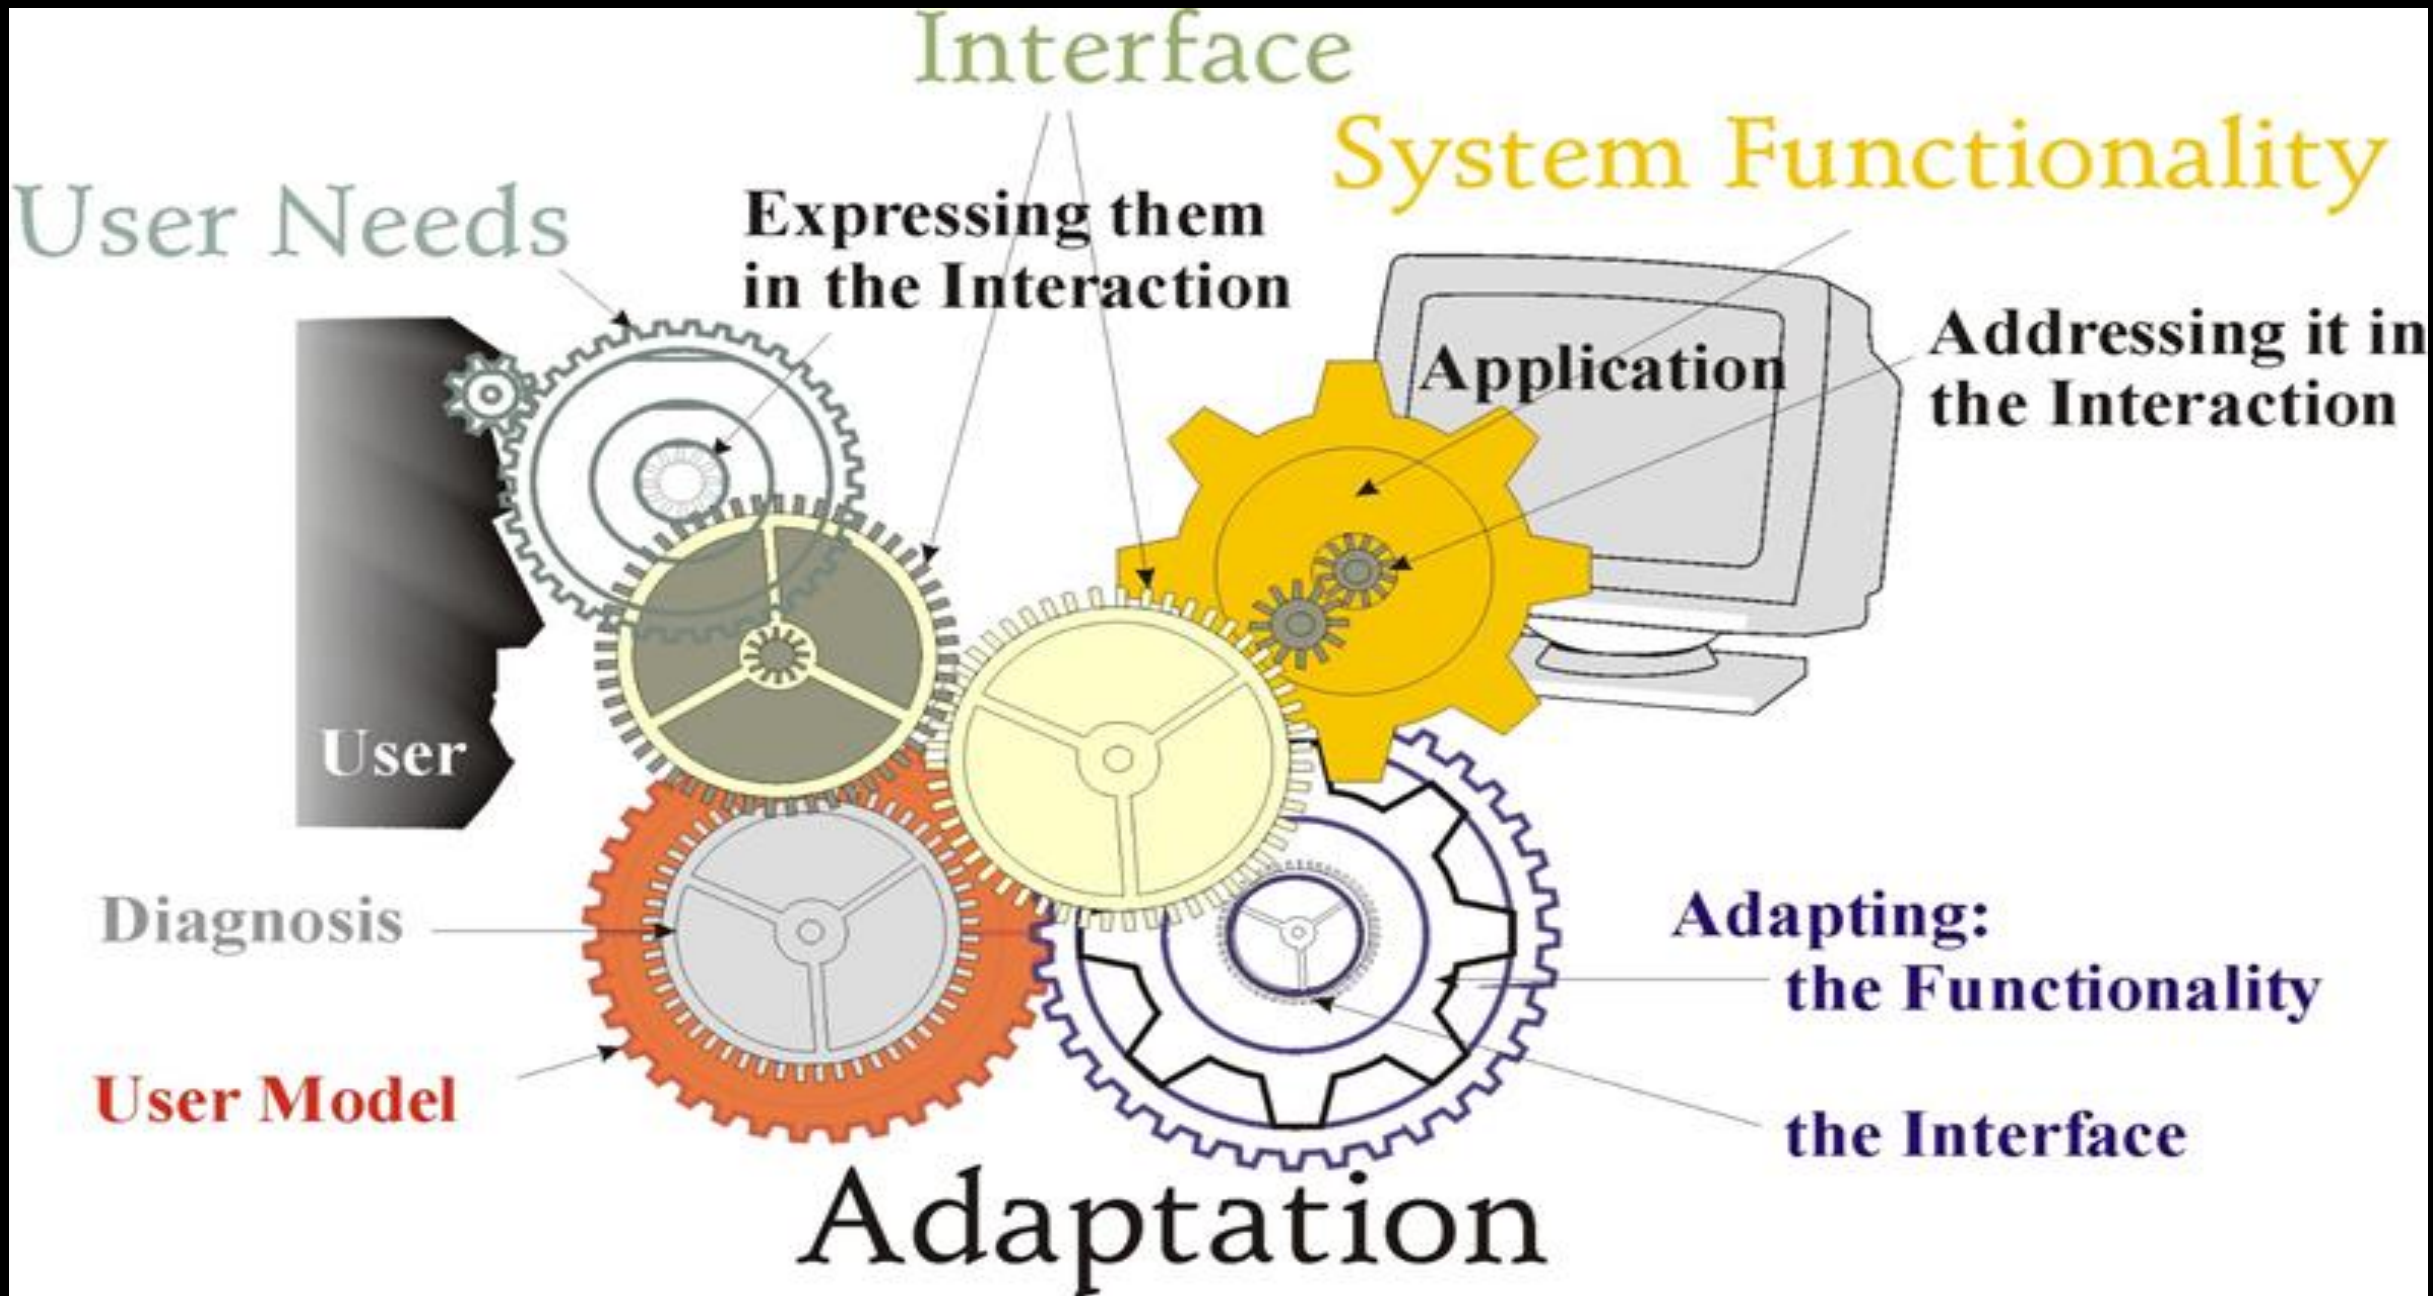 Interface
System Functionality
User Needs
Expressing them
in the Interaction
Application
Addressing it in
the Interaction
User
Diagnosis
User Model
Adapting:
the Functionality
the Interface
Adaptation